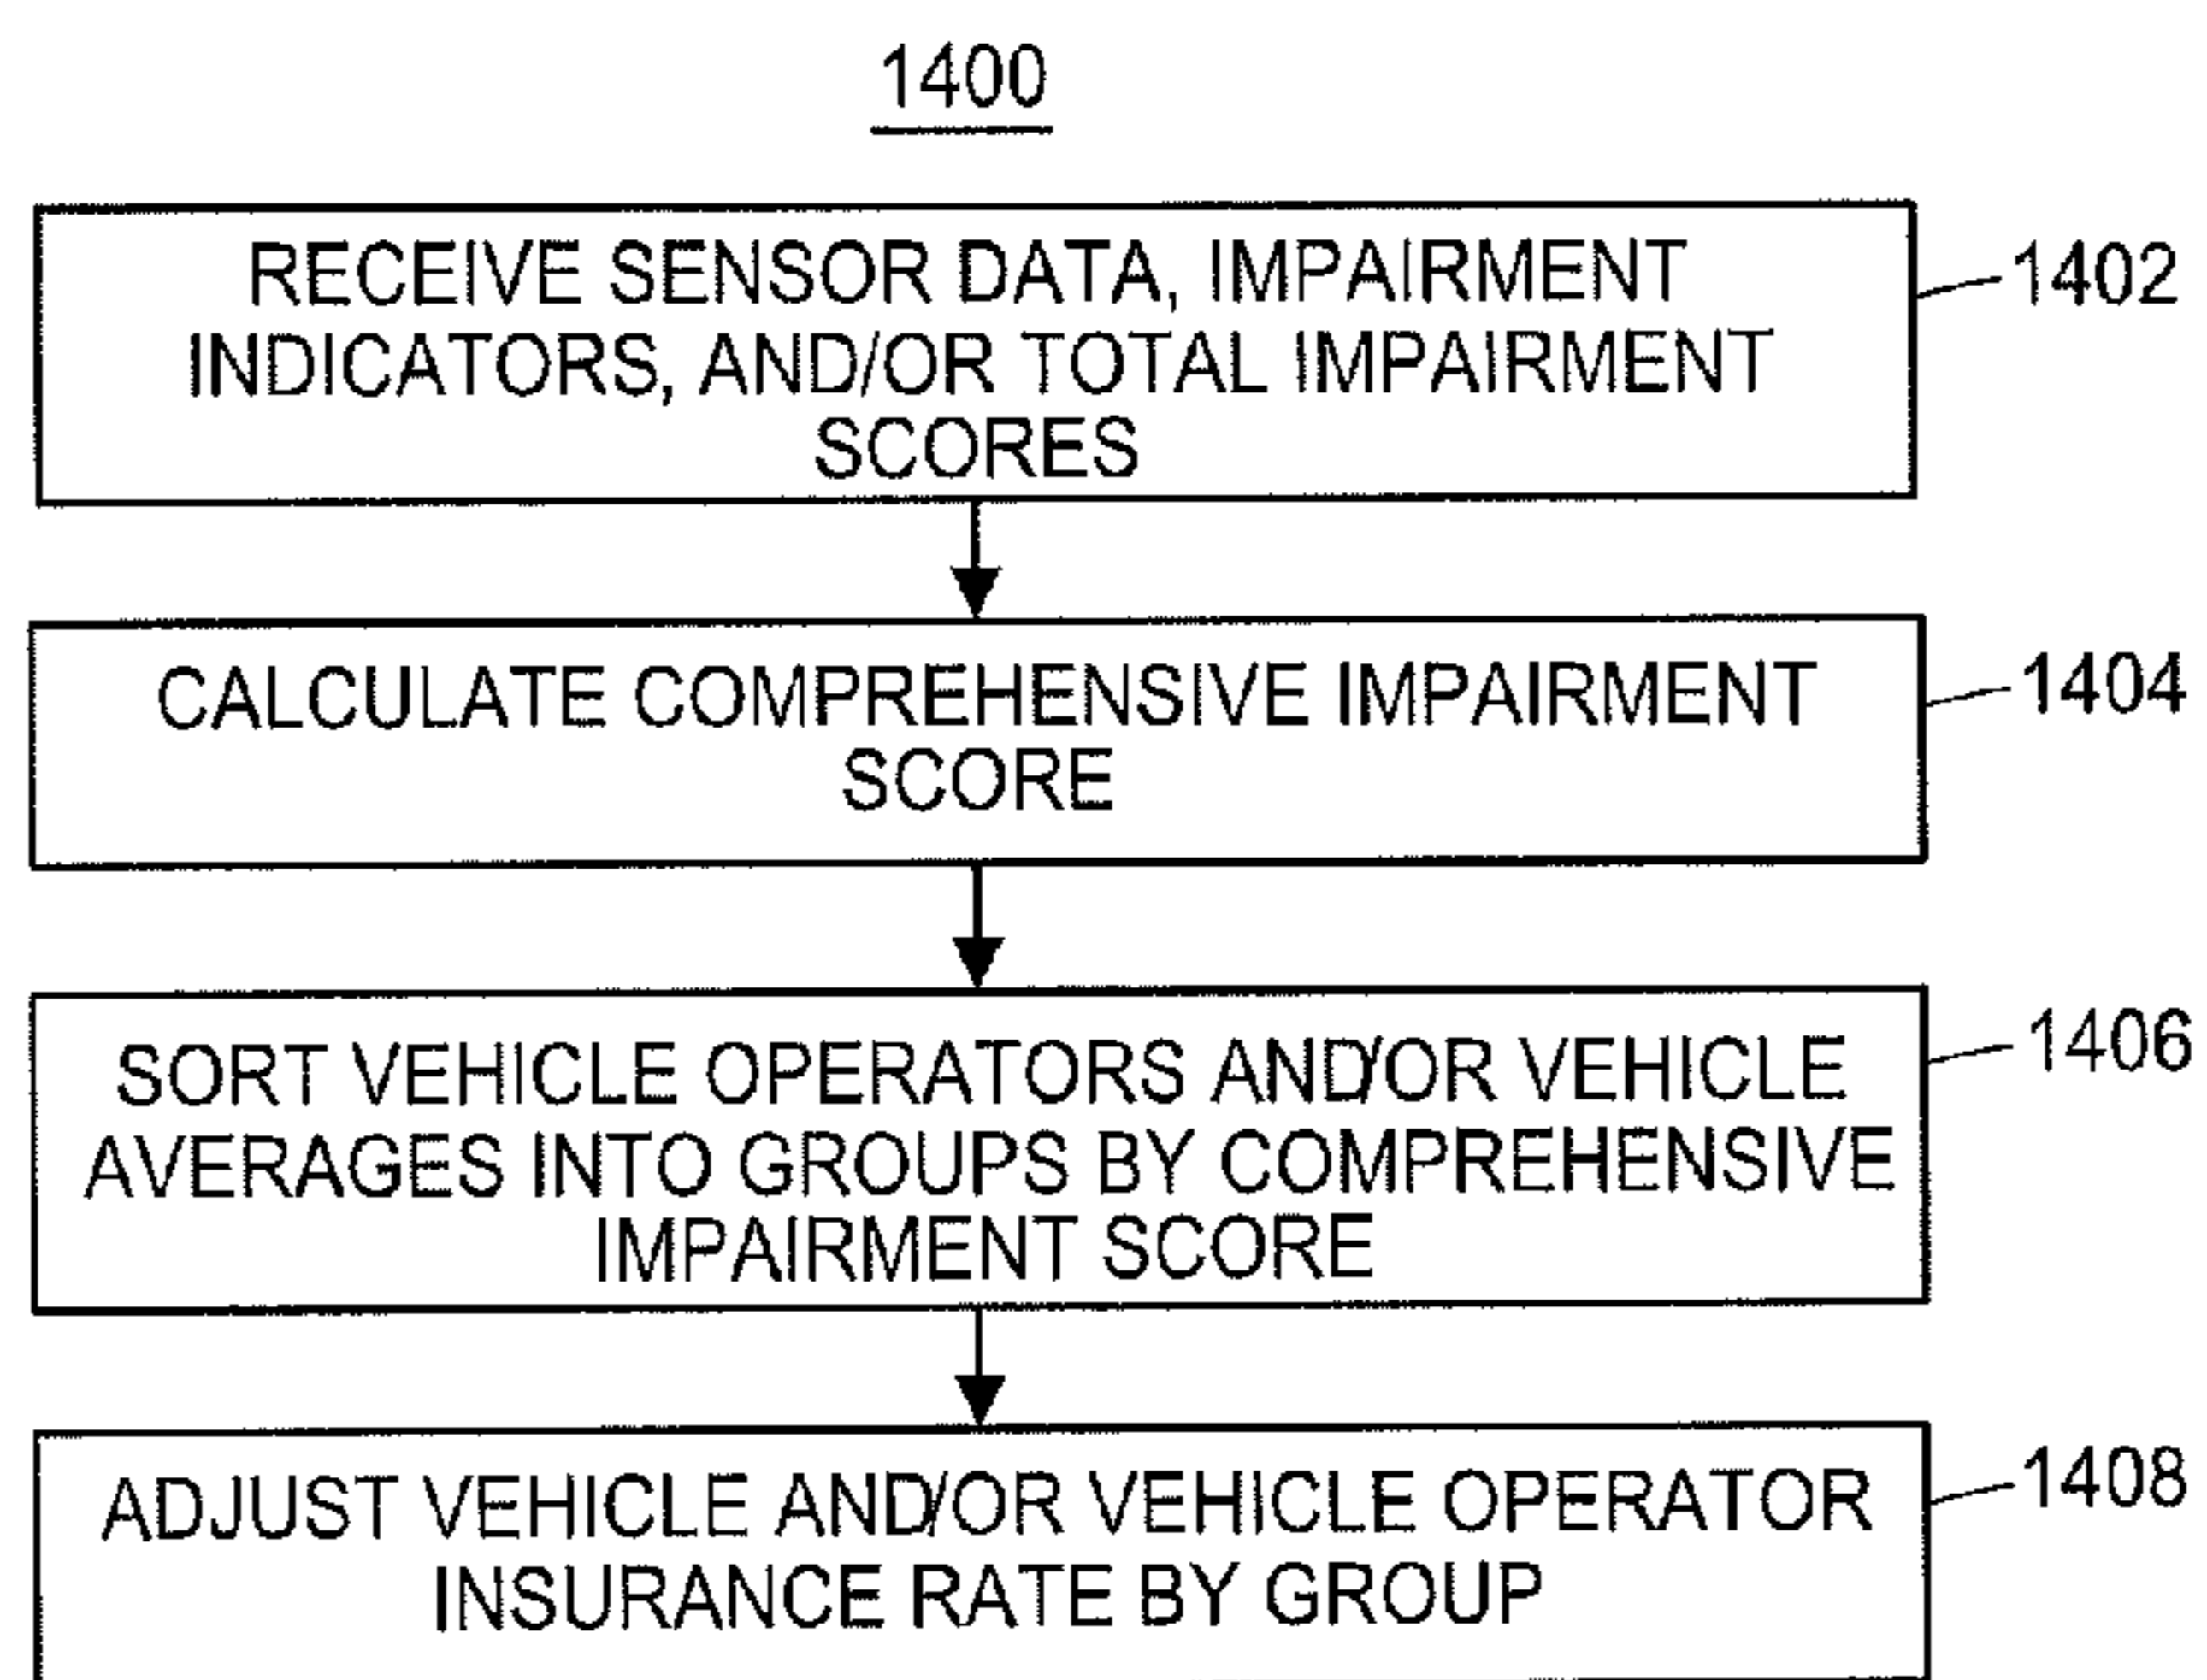 1400
RECEIVE SENSOR DATA, IMPAIRMENT
INDICATORS, AND/OR TOTAL IMPAIRMENT
SCORES
1402
CALCULATE COMPREHENSIVE IMPAIRMENT
SCORE
1404
SORT VEHICLE OPERATORS AND/OR VEHICLE
AVERAGES INTO GROUPS BY COMPREHENSIVE
IMPAIRMENT SCORE
1406
ADJUST VEHICLE AND/OR VEHICLE OPERATOR
INSURANCE RATE BY GROUP
1408